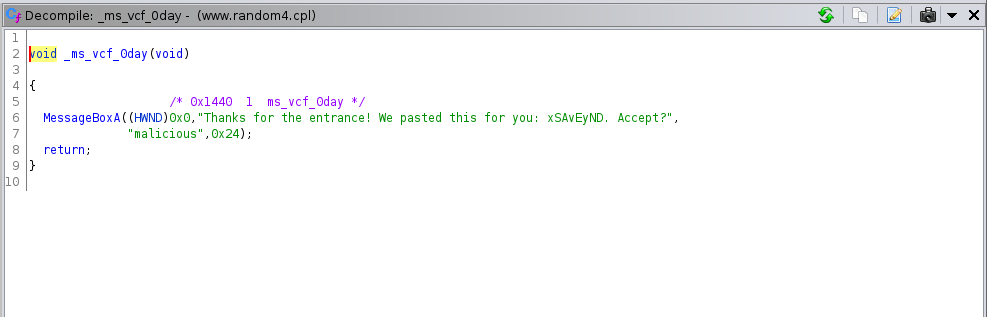 Decompile: _ms_vcf_0day - (www.random4.cpl)
1
2 void _ms_vcf_0day(void)
3
4 {
5 /* 0x1440 1 ms_vcf_0day */
6 MessageBoxA((HWND)0x0,"Thanks for the entrance! We pasted this for you: xSAvEyND. Accept?",
7 "malicious",0x24);
8 return;
9 }
10